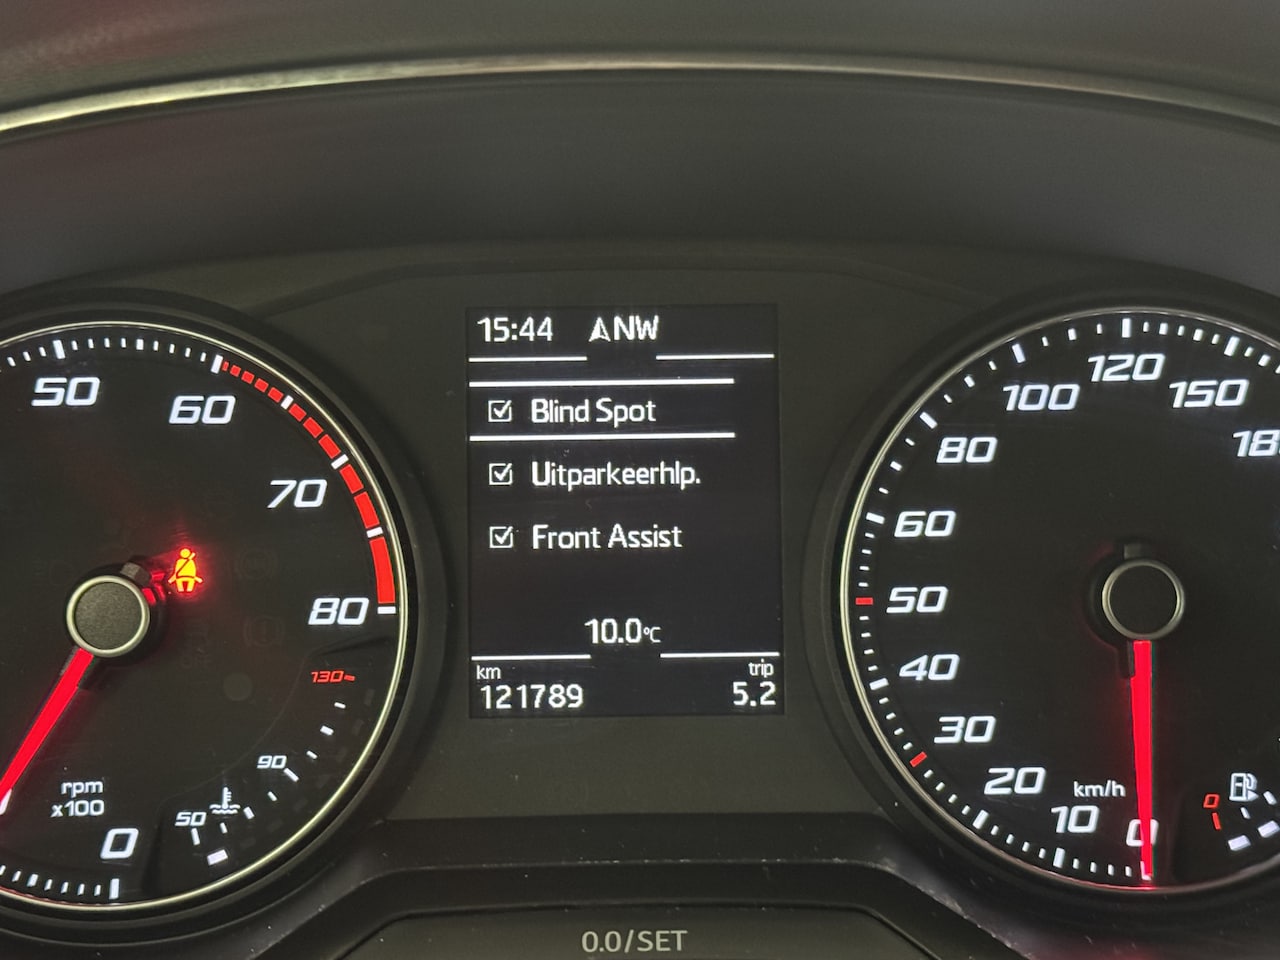 15:44 NW
Blind Spot
Uitparkeerhlp.
Front Assist
10.0°C
km
121789
trip
5.2
50
60
70
80
130
90
50
rpm
x100
0
120
100
150
80
60
50
40
30
20
km/h
10
0
0
0.0/SET